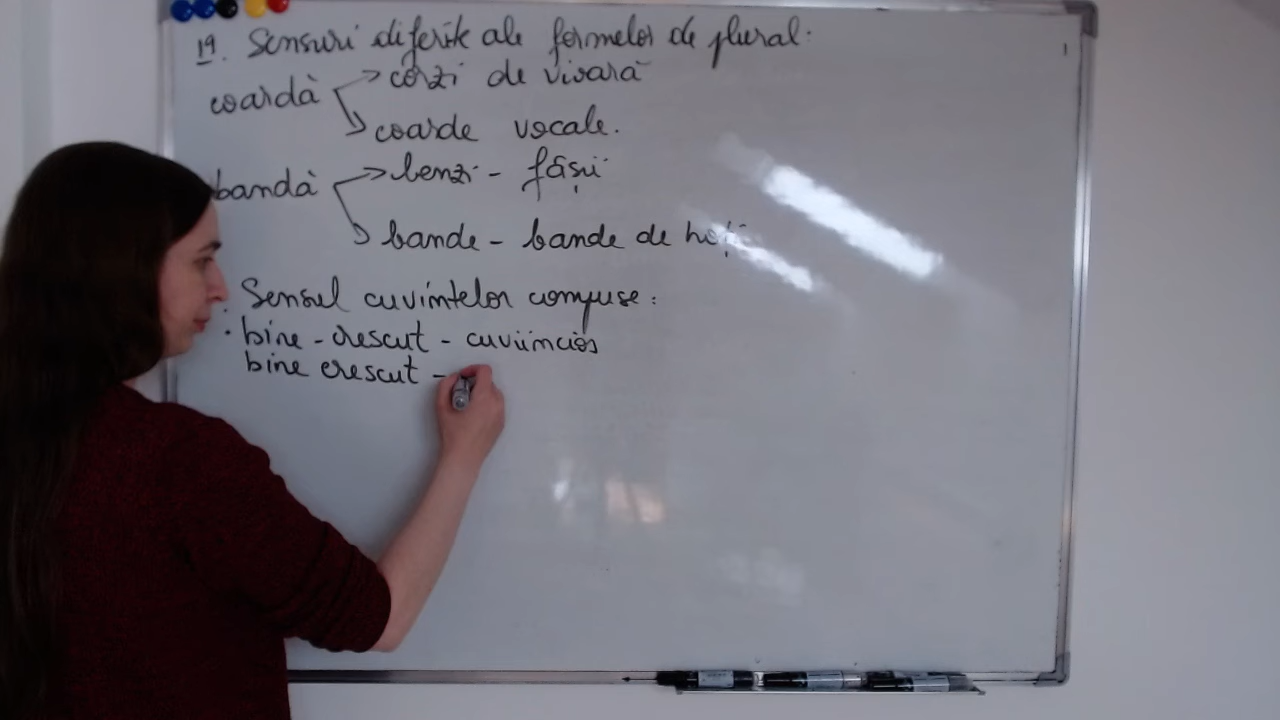 19. Sensuri diferite ale formelor de plural:
coardă → corzi de vioară
→ coarde vocale.
bandă → benzi - fâșii
→ bande - bande de hoți
Sensul cuvintelor compuse:
· bine-crescut - cuviincios
bine crescut -